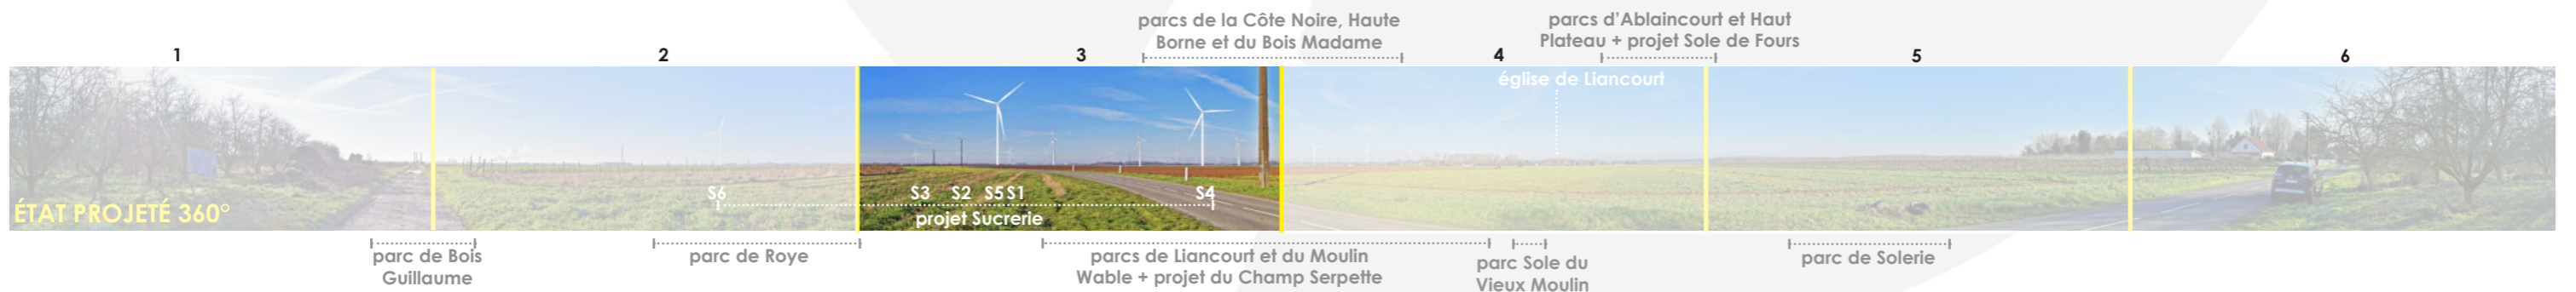 parcs de la Côte Noire, Haute
Borne et du Bois Madame
parcs d'Ablaincourt et Haut
Plateau + projet Sole de Fours
1
2
3
4
5
6
église de Liancourt
S6
S3
S2
S5
S1
S4
projet Sucrerie
ÉTAT PROJETÉ 360°
parc de Bois
Guillaume
parc de Roye
parcs de Liancourt et du Moulin
Wable + projet du Champ Serpette
parc Sole du
Vieux Moulin
parc de Solerie